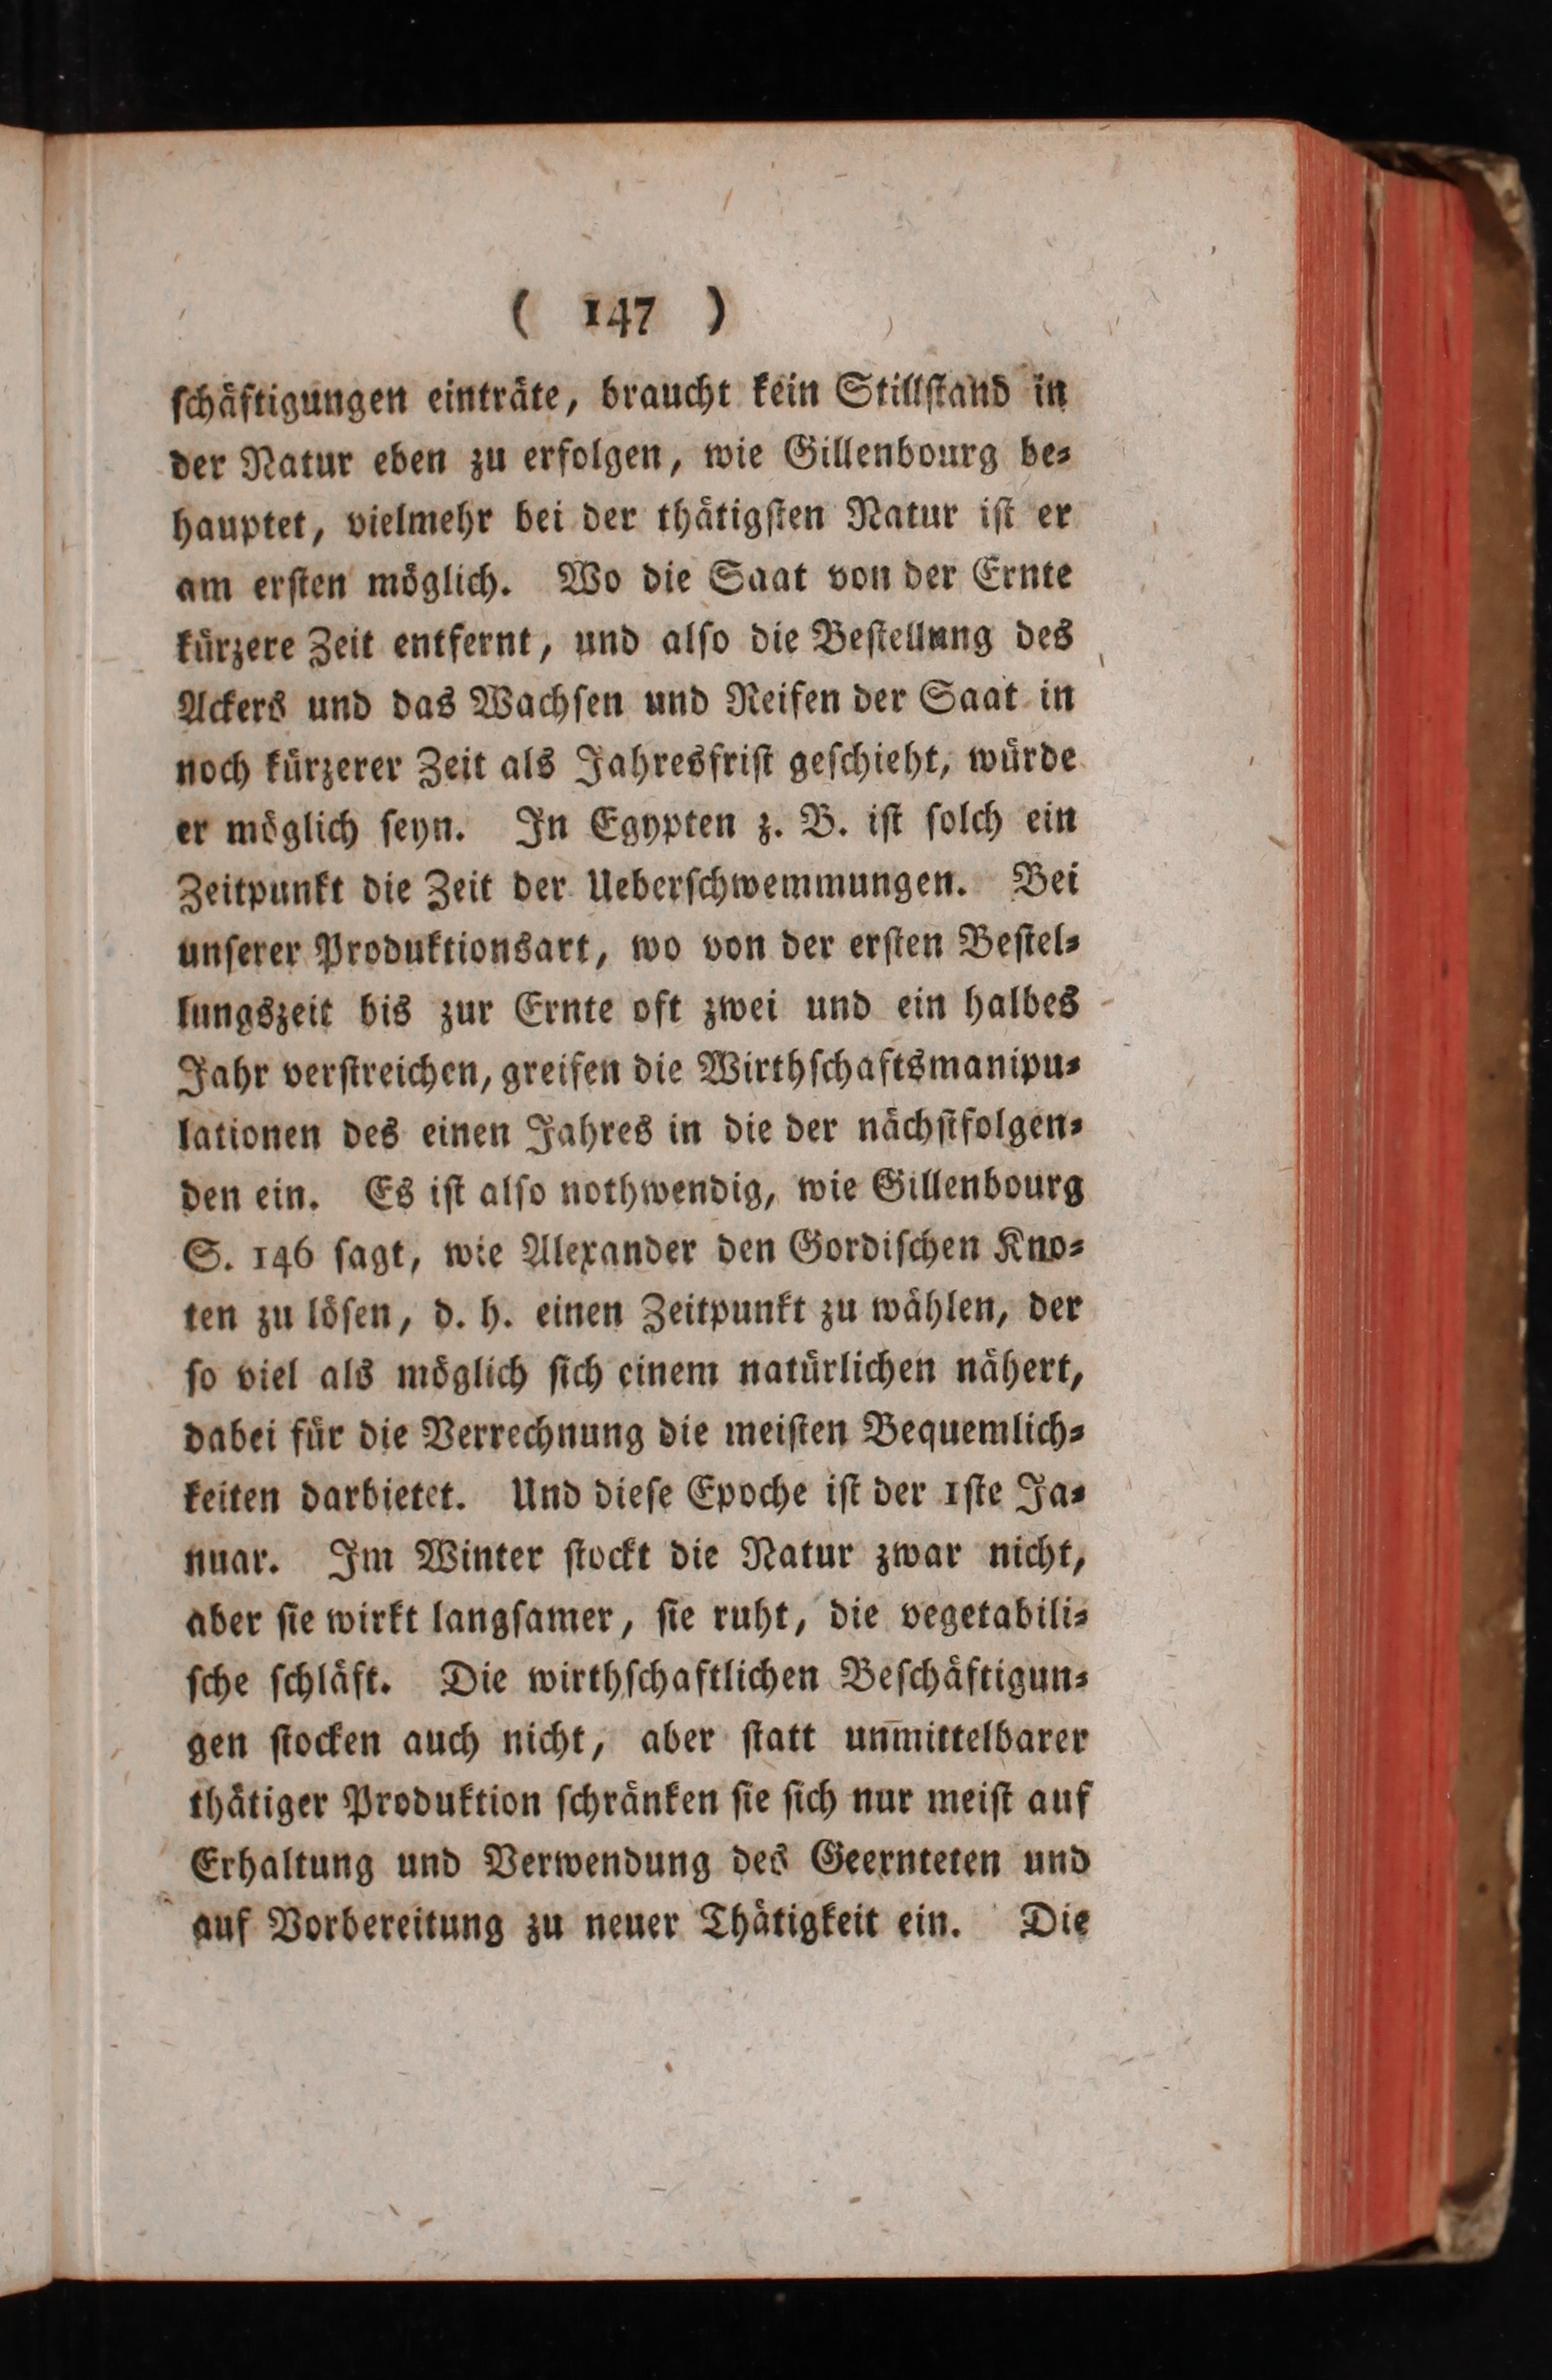 ( 147 )
ſchäftigungen einträte, braucht kein Stillſtand in
der Natur eben zu erfolgen, wie Gillenbourg be⸗
hauptet, vielmehr bei der thätigſten Natur iſt er
am erſten möglich. Wo die Saat von der Ernte
kürzere Zeit entfernt, und alſo die Beſtellung des
Ackers und das Wachſen und Reifen der Saat in
noch kürzerer Zeit als Jahresfriſt geſchieht, würde
er möglich ſeyn. In Egypten z. B. iſt ſolch ein
Zeitpunkt die Zeit der Ueberſchwemmungen. Bei
unſerer Produktionsart, wo von der erſten Beſtel⸗
lungszeit bis zur Ernte oft zwei und ein halbes
Jahr verſtreichen, greifen die Wirthſchaftsmanipu⸗
lationen des einen Jahres in die der nächſtfolgen⸗
den ein. Es iſt alſo nothwendig, wie Gillenbourg
S. 146 ſagt, wie Alexander den Gordiſchen Kno⸗
ten zu löſen, d. h. einen Zeitpunkt zu wählen, der
ſo viel als möglich ſich einem natürlichen nähert,
dabei für die Verrechnung die meiſten Bequemlich⸗
keiten darbietet. Und dieſe Epoche iſt der 1ſte Ja⸗
nuar. Im Winter ſtockt die Natur zwar nicht,
aber ſie wirkt langſamer, ſie ruht, die vegetabili⸗
ſche ſchläft. Die wirthſchaftlichen Beſchäftigun⸗
gen ſtocken auch nicht, aber ſtatt unm̅ittelbarer
thätiger Produktion ſchränken ſie ſich nur meiſt auf
Erhaltung und Verwendung des Geernteten und
auf Vorbereitung zu neuer Thätigkeit ein. Die